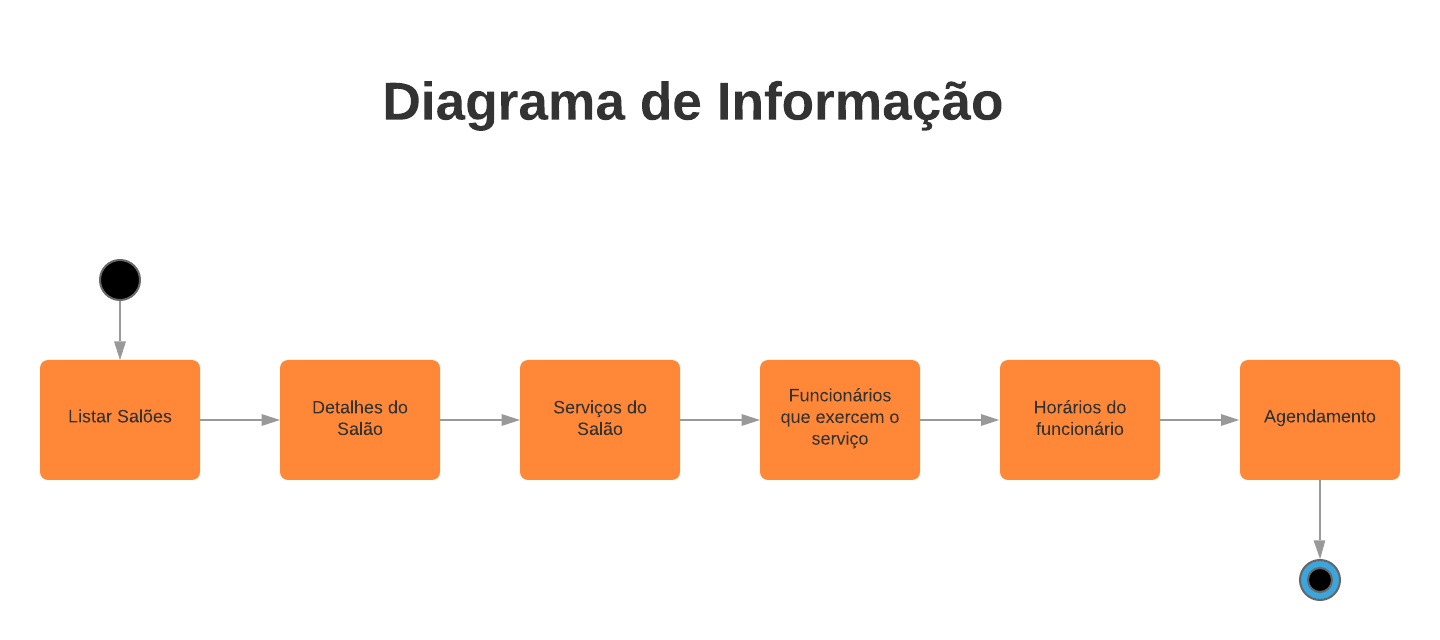 Diagrama de Informação
Listar Salões
Detalhes do
Salão
Serviços do
Salão
Funcionários
que exercem o
serviço
Horários do
funcionário
Agendamento